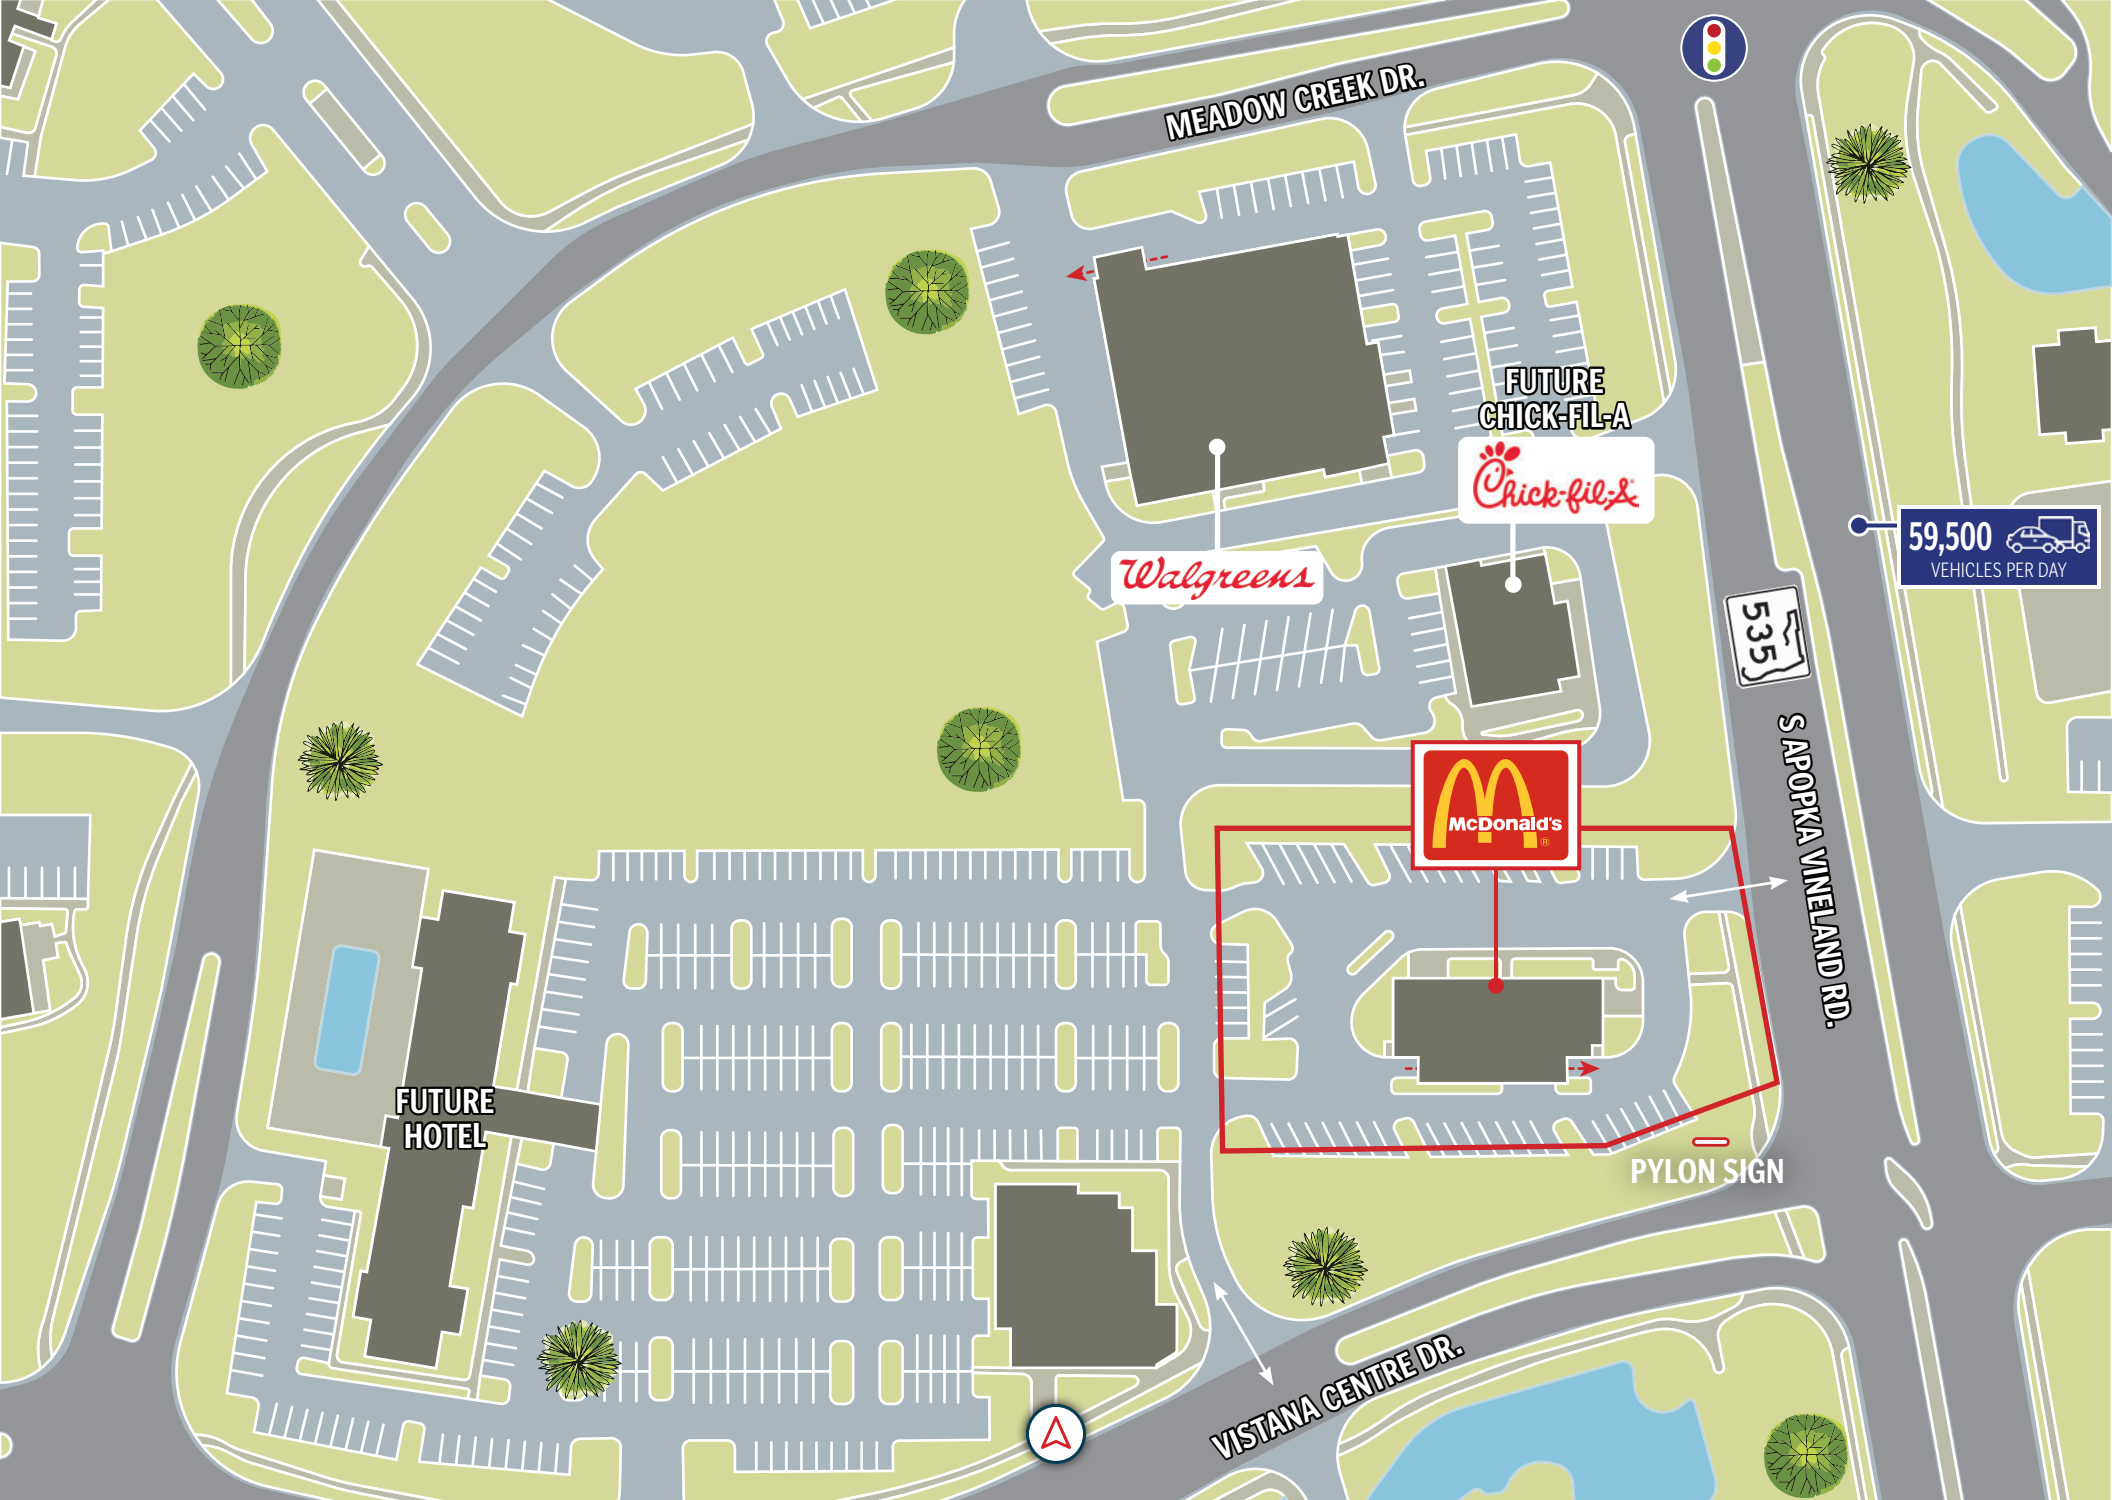 MEADOW CREEK DR.
FUTURE
CHICK-FIL-A
Chick-fil-A
Walgreens
59,500
VEHICLES PER DAY
535
S APOPKA VINELAND RD.
McDonald's
®
FUTURE
HOTEL
PYLON SIGN
VISTANA CENTRE DR.